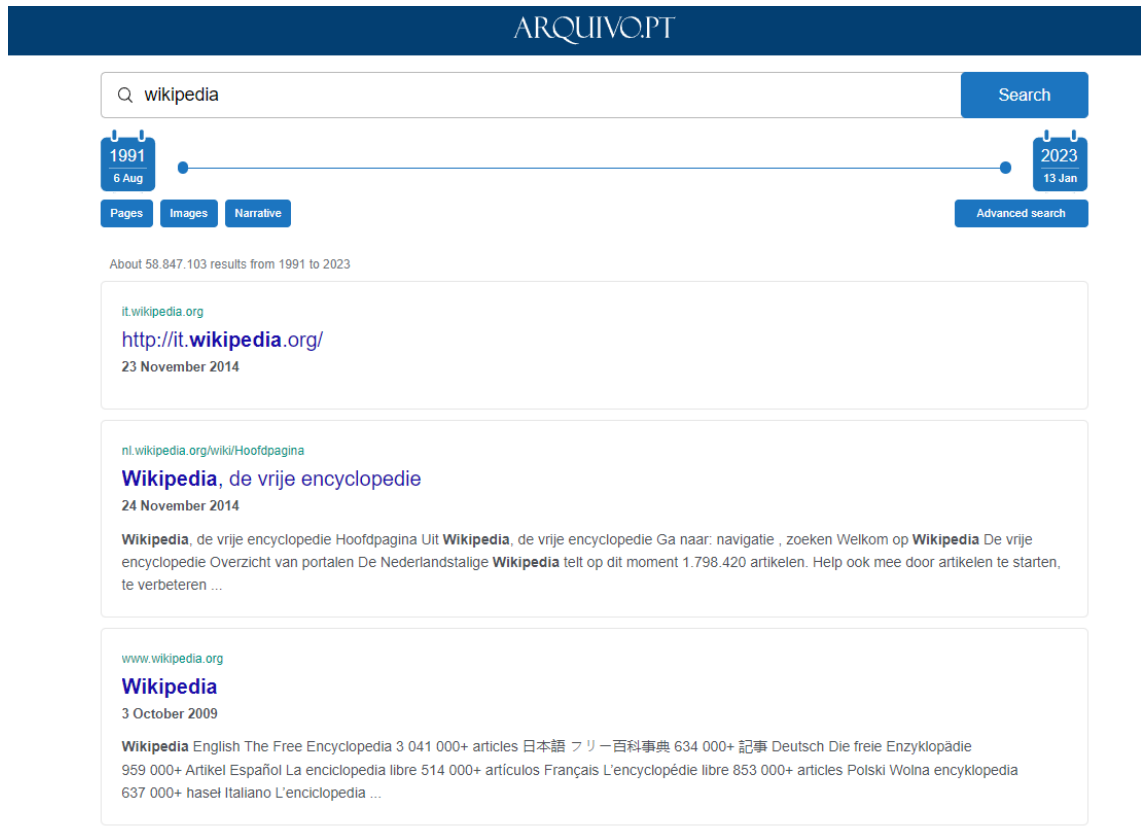 ARQUIVO.PT
wikipedia
Search
1991
6 Aug
2023
13 Jan
Pages
Images
Narrative
Advanced search
About 58.847.103 results from 1991 to 2023
it.wikipedia.org
http://it.wikipedia.org/
23 November 2014
nl.wikipedia.org/wiki/Hoofdpagina
Wikipedia, de vrije encyclopedie
24 November 2014
Wikipedia, de vrije encyclopedie Hoofdpagina Uit Wikipedia, de vrije encyclopedie Ga naar: navigatie , zoeken Welkom op Wikipedia De vrije
encyclopedie Overzicht van portalen De Nederlandstalige Wikipedia telt op dit moment 1.798.420 artikelen. Help ook mee door artikelen te starten,
te verbeteren ...
www.wikipedia.org
Wikipedia
3 October 2009
Wikipedia English The Free Encyclopedia 3 041 000+ articles 日本語 フリー百科事典 634 000+ 記事 Deutsch Die freie Enzyklopädie
959 000+ Artikel Español La enciclopedia libre 514 000+ artículos Français L'encyclopédie libre 853 000+ articles Polski Wolna encyklopedia
637 000+ haseł Italiano L'enciclopedia ...